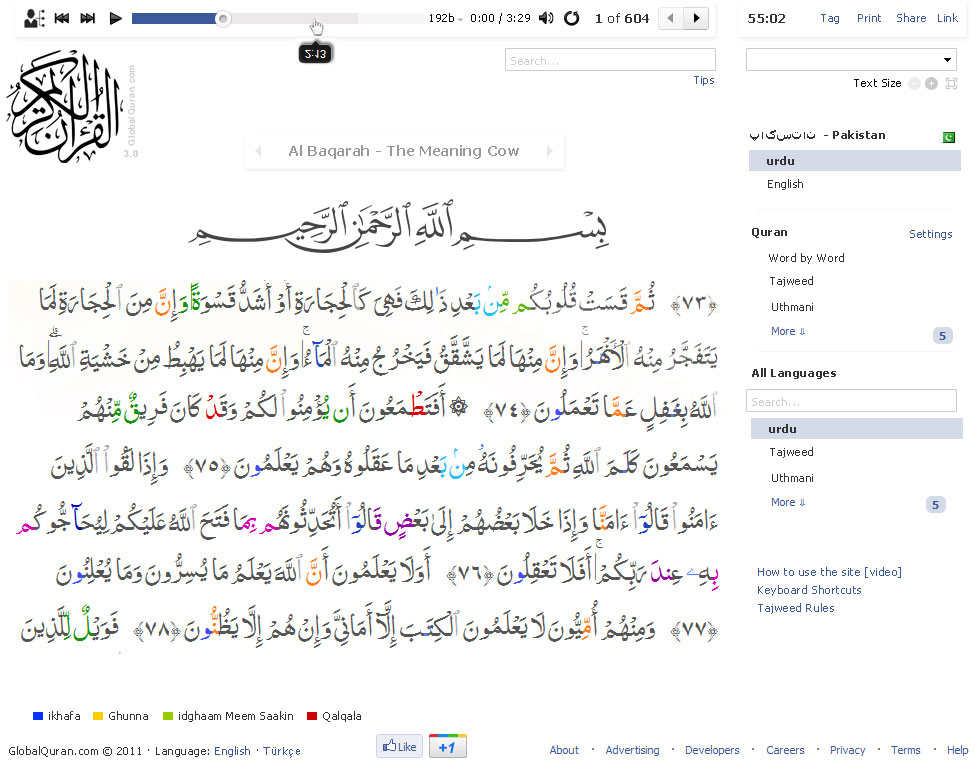 192b 0:00 / 3:29 1 of 604
55:02 Tag Print Share Link
2:13
Search...
Tips
Text Size
القرآن الكريم
GlobalQuran.com
3.0
Al Baqarah - The Meaning Cow
بِسْمِ ٱللَّهِ ٱلرَّحْمَٰنِ ٱلرَّحِيمِ
﴿٧٣﴾ ثُمَّ قَسَتْ قُلُوبُكُم مِّنۢ بَعْدِ ذَٰلِكَ فَهِىَ كَٱلْحِجَارَةِ أَوْ أَشَدُّ قَسْوَةً وَإِنَّ مِنَ ٱلْحِجَارَةِ لَمَا
يَتَفَجَّرُ مِنْهُ ٱلْأَنْهَٰرُ ۚ وَإِنَّ مِنْهَا لَمَا يَشَّقَّقُ فَيَخْرُجُ مِنْهُ ٱلْمَآءُ ۚ وَإِنَّ مِنْهَا لَمَا يَهْبِطُ مِنْ خَشْيَةِ ٱللَّهِ ۗ وَمَا
ٱللَّهُ بِغَٰفِلٍ عَمَّا تَعْمَلُونَ ﴿٧٤﴾ ۞ أَفَتَطْمَعُونَ أَن يُؤْمِنُوا۟ لَكُمْ وَقَدْ كَانَ فَرِيقٌ مِّنْهُمْ
يَسْمَعُونَ كَلَٰمَ ٱللَّهِ ثُمَّ يُحَرِّفُونَهُۥ مِنۢ بَعْدِ مَا عَقَلُوهُ وَهُمْ يَعْلَمُونَ ﴿٧٥﴾ وَإِذَا لَقُوا۟ ٱلَّذِينَ
ءَامَنُوا۟ قَالُوٓا۟ ءَامَنَّا وَإِذَا خَلَا بَعْضُهُمْ إِلَىٰ بَعْضٍ قَالُوٓا۟ أَتُحَدِّثُونَهُم بِمَا فَتَحَ ٱللَّهُ عَلَيْكُمْ لِيُحَآجُّوكُم
بِهِۦ عِندَ رَبِّكُمْ ۚ أَفَلَا تَعْقِلُونَ ﴿٧٦﴾ أَوَلَا يَعْلَمُونَ أَنَّ ٱللَّهَ يَعْلَمُ مَا يُسِرُّونَ وَمَا يُعْلِنُونَ
﴿٧٧﴾ وَمِنْهُمْ أُمِّيُّونَ لَا يَعْلَمُونَ ٱلْكِتَٰبَ إِلَّآ أَمَانِىَّ وَإِنْ هُمْ إِلَّا يَظُنُّونَ ﴿٧٨﴾ فَوَيْلٌ لِّلَّذِينَ
ikhafa Ghunna idghaam Meem Saakin Qalqala
پاکستان - Pakistan
urdu
English
Quran Settings
Word by Word
Tajweed
Uthmani
More ⇓ 5
All Languages
Search...
urdu
Tajweed
Uthmani
More ⇓ 5
How to use the site [video]
Keyboard Shortcuts
Tajweed Rules
GlobalQuran.com © 2011 · Language: English · Türkçe
Like +1
About · Advertising · Developers · Careers · Privacy · Terms · Help